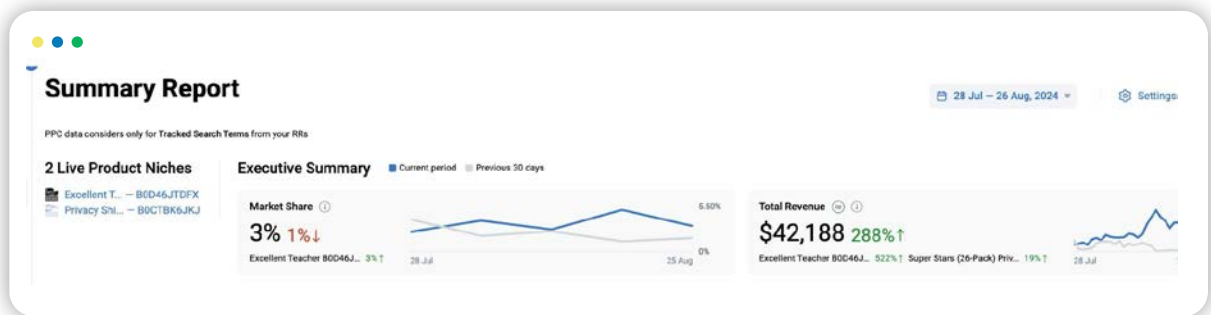 Summary Report
28 Jul — 26 Aug, 2024
Settings
PPC data considers only for Tracked Search Terms from your RRs
2 Live Product Niches
Excellent T... — B0D46JTDFX
Privacy Shi... — B0CTBK6JKJ
Executive Summary
Current period
Previous 30 days
Market Share
3% 1%↓
Excellent Teacher B0D46J... 3%↑
5.50%
0%
28 Jul
25 Aug
Total Revenue
$42,188 288%↑
Excellent Teacher B0D46J... 522%↑ Super Stars (26-Pack) Priv... 19%↑
28 Jul